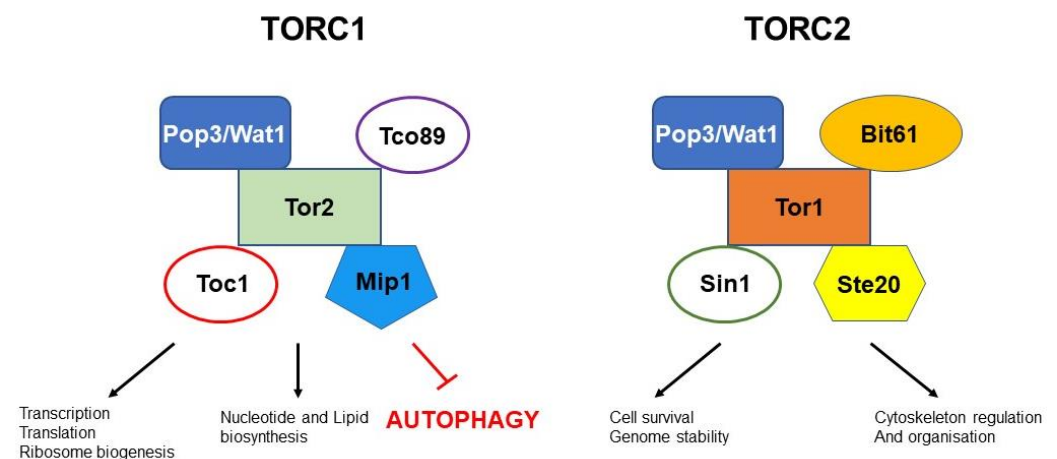 TORC1
TORC2
Pop3/Wat1
Tco89
Pop3/Wat1
Bit61
Tor2
Tor1
Toc1
Mip1
Sin1
Ste20
Transcription
Translation
Ribosome biogenesis
Nucleotide and Lipid
biosynthesis
AUTOPHAGY
Cell survival
Genome stability
Cytoskeleton regulation
And organisation